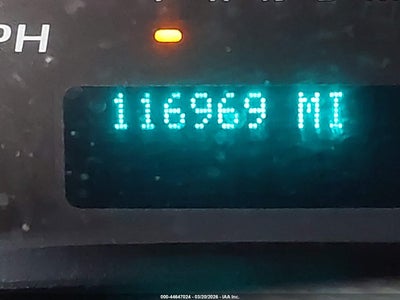 PH
116969 MI
000-44647024 - 03/20/2026 - IAA Inc.